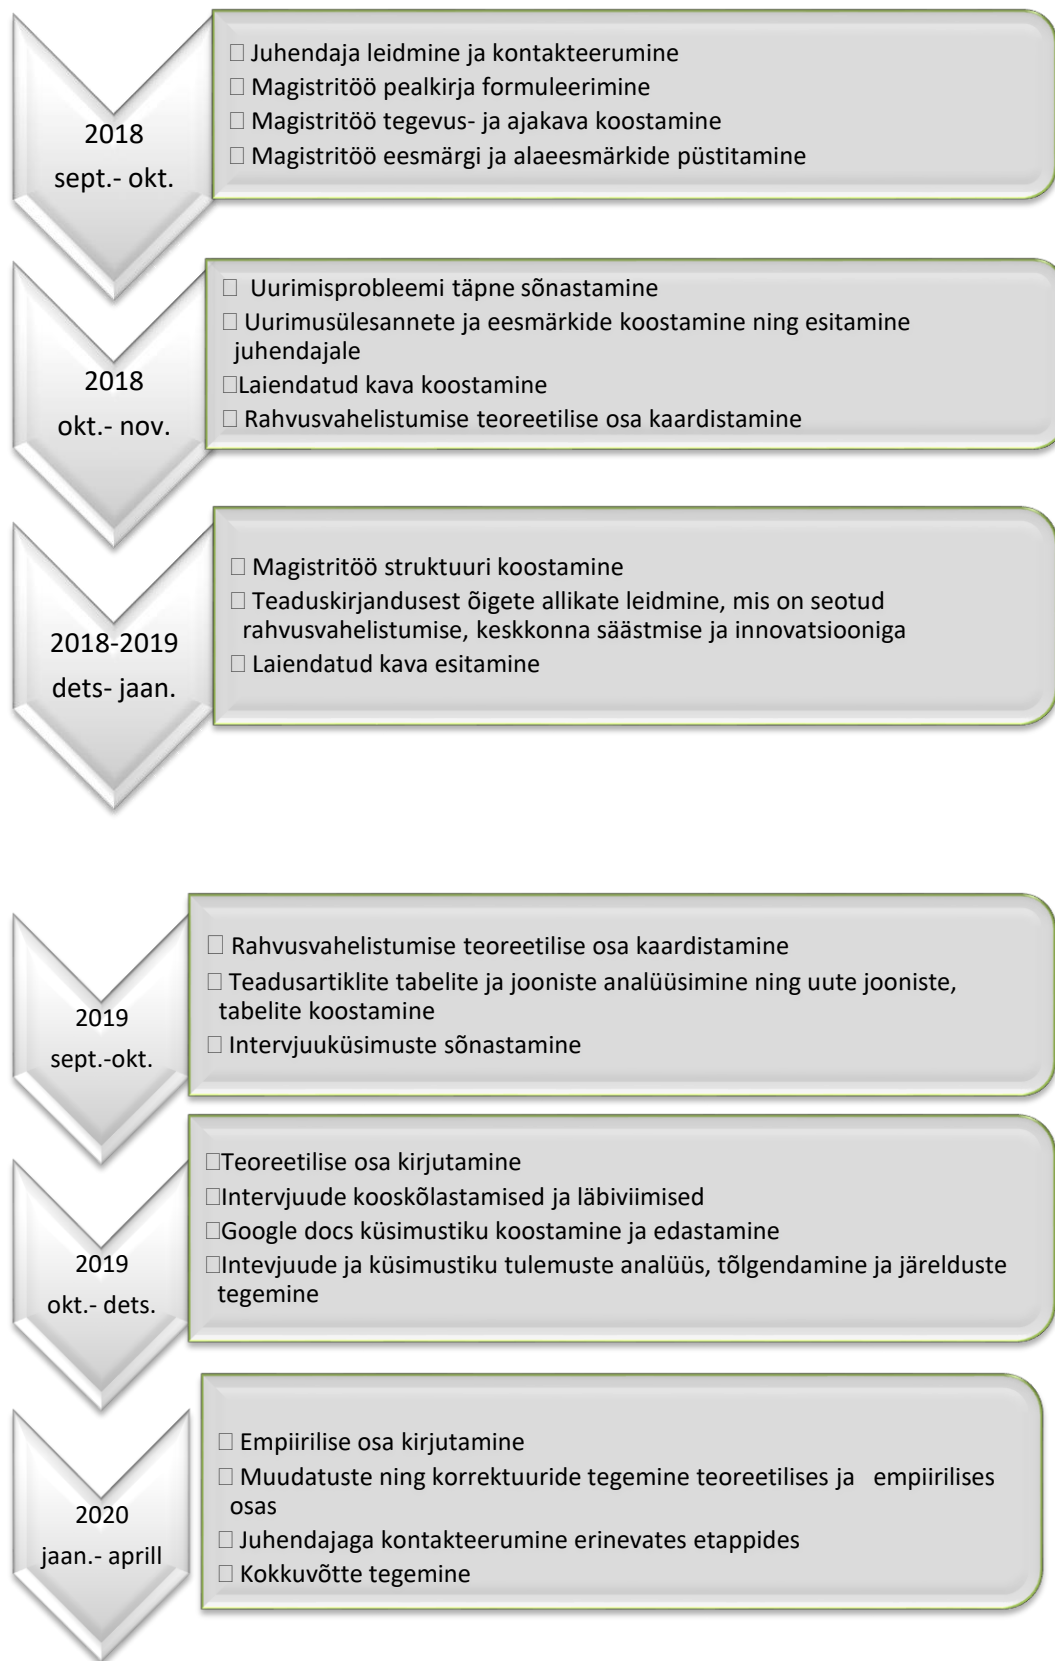 2018
sept.- okt.
□ Juhendaja leidmine ja kontakteerumine
□ Magistritöö pealkirja formuleerimine
□ Magistritöö tegevus- ja ajakava koostamine
□ Magistritöö eesmärgi ja alaeesmärkide püstitamine
2018
okt.- nov.
□ Uurimisprobleemi täpne sõnastamine
□ Uurimusülesannete ja eesmärkide koostamine ning esitamine
juhendajale
□Laiendatud kava koostamine
□ Rahvusvahelistumise teoreetilise osa kaardistamine
2018-2019
dets- jaan.
□ Magistritöö struktuuri koostamine
□ Teaduskirjandusest õigete allikate leidmine, mis on seotud
rahvusvahelistumise, keskkonna säästmise ja innovatsiooniga
□ Laiendatud kava esitamine
2019
sept.-okt.
□ Rahvusvahelistumise teoreetilise osa kaardistamine
□ Teadusartiklite tabelite ja jooniste analüüsimine ning uute jooniste,
tabelite koostamine
□ Intervjuuküsimuste sõnastamine
2019
okt.- dets.
□Teoreetilise osa kirjutamine
□Intervjuude kooskõlastamised ja läbiviimised
□Google docs küsimustiku koostamine ja edastamine
□Intevjuude ja küsimustiku tulemuste analüüs, tõlgendamine ja järelduste
tegemine
2020
jaan.- aprill
□ Empiirilise osa kirjutamine
□ Muudatuste ning korrektuuride tegemine teoreetilises ja empiirilises
osas
□ Juhendajaga kontakteerumine erinevates etappides
□ Kokkuvõtte tegemine